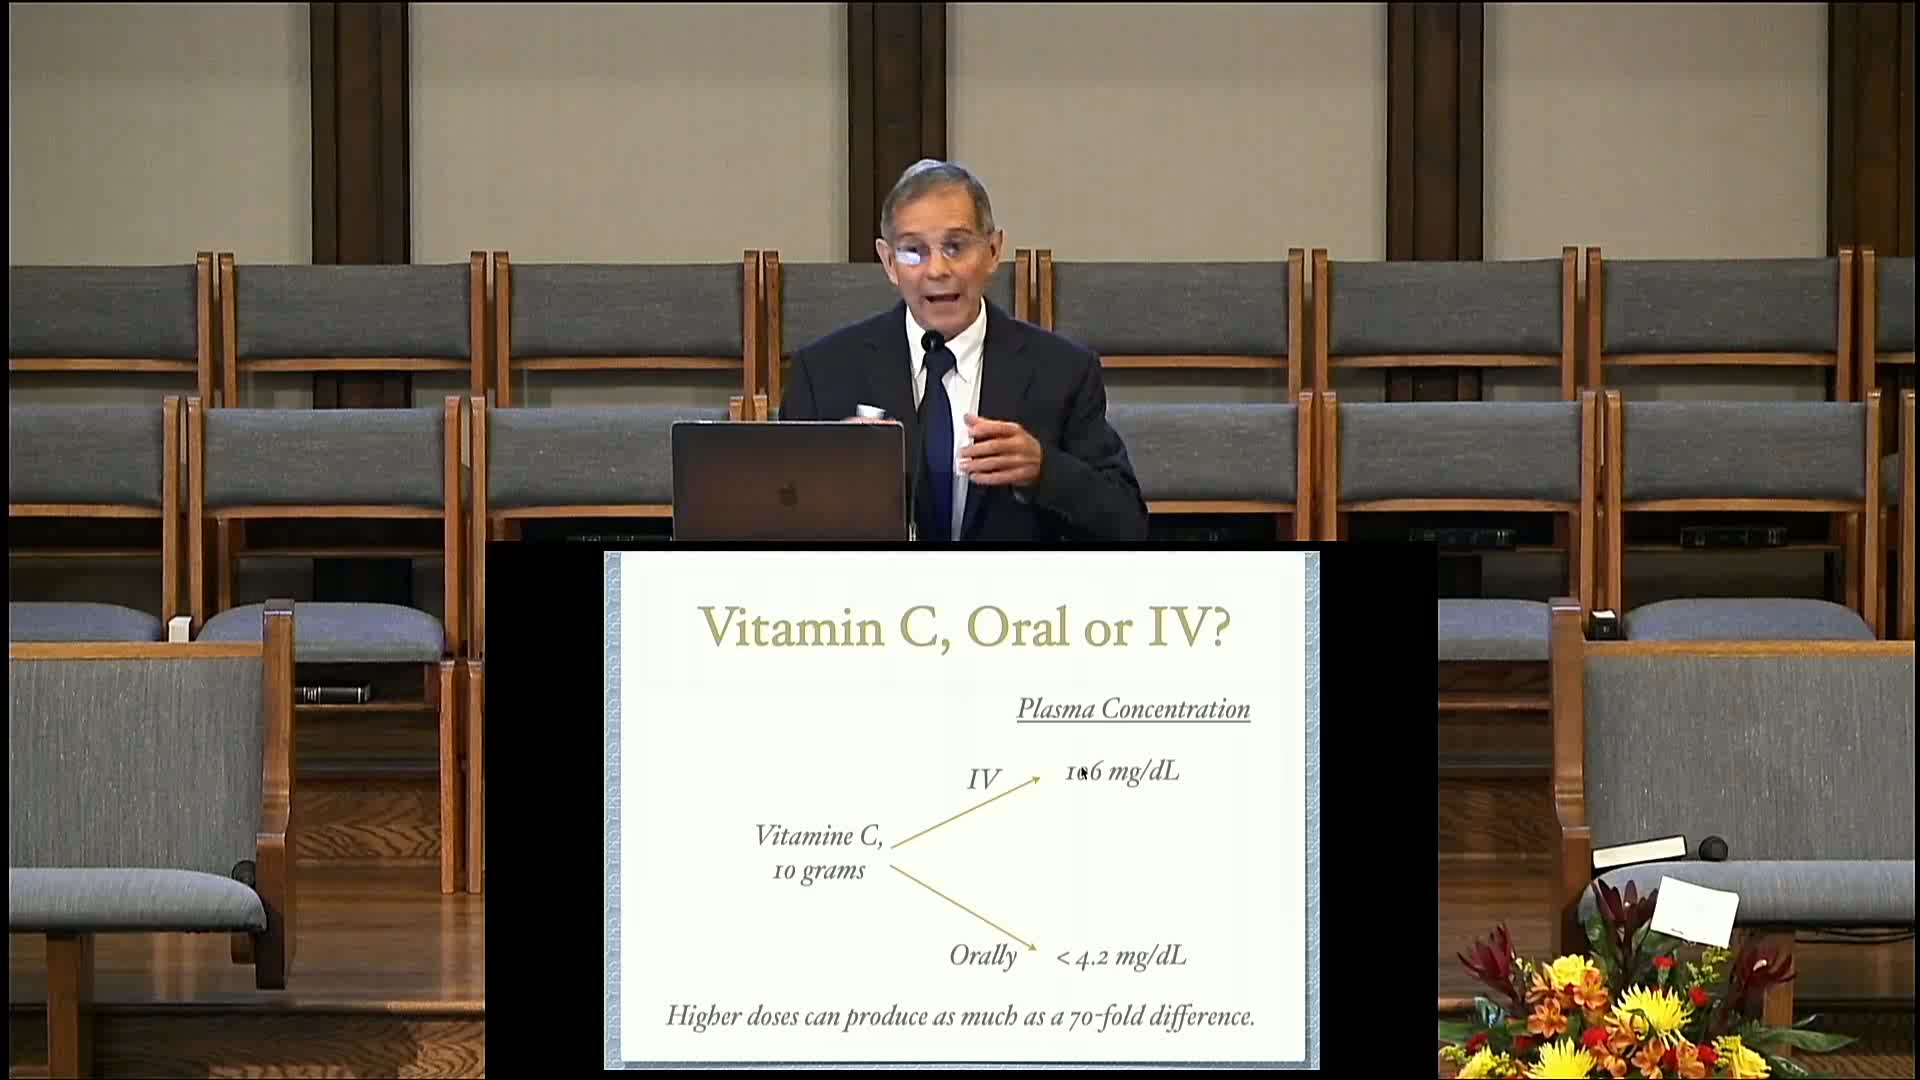 Vitamin C, Oral or IV?
Plasma Concentration
IV 106 mg/dL
Vitamine C,
10 grams
Orally < 4.2 mg/dL
Higher doses can produce as much as a 70-fold difference.